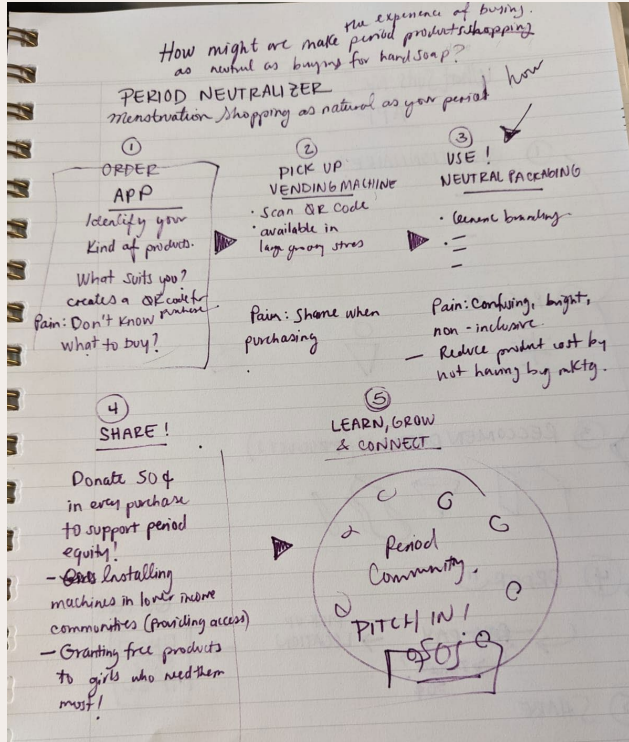 the experience of buying.
How might we make period products shopping
as neutral as buying for hand soap?
PERIOD NEUTRALIZER
Menstruation shopping as natural as your period
how
①
ORDER
APP
Identify your
Kind of products.
What suits you?
creates a QR code for
purchase
Pain: Don't know
what to buy?
②
PICK UP
VENDING MACHINE
• Scan QR Code
• available in
large grocery stores
Pain: Shame when
purchasing
③
USE!
NEUTRAL PACKAGING
• Generic branding
Pain: Confusing, bright,
non-inclusive.
— Reduce product cost by
not having big mktg.
④
SHARE!
Donate 50¢
in every purchase
to support period
equity!
- Installing
machines in lower income
communities (providing access)
- Granting free products
to girls who need them
most!
⑤
LEARN, GROW
& CONNECT
Period
Community.
PITCH IN!